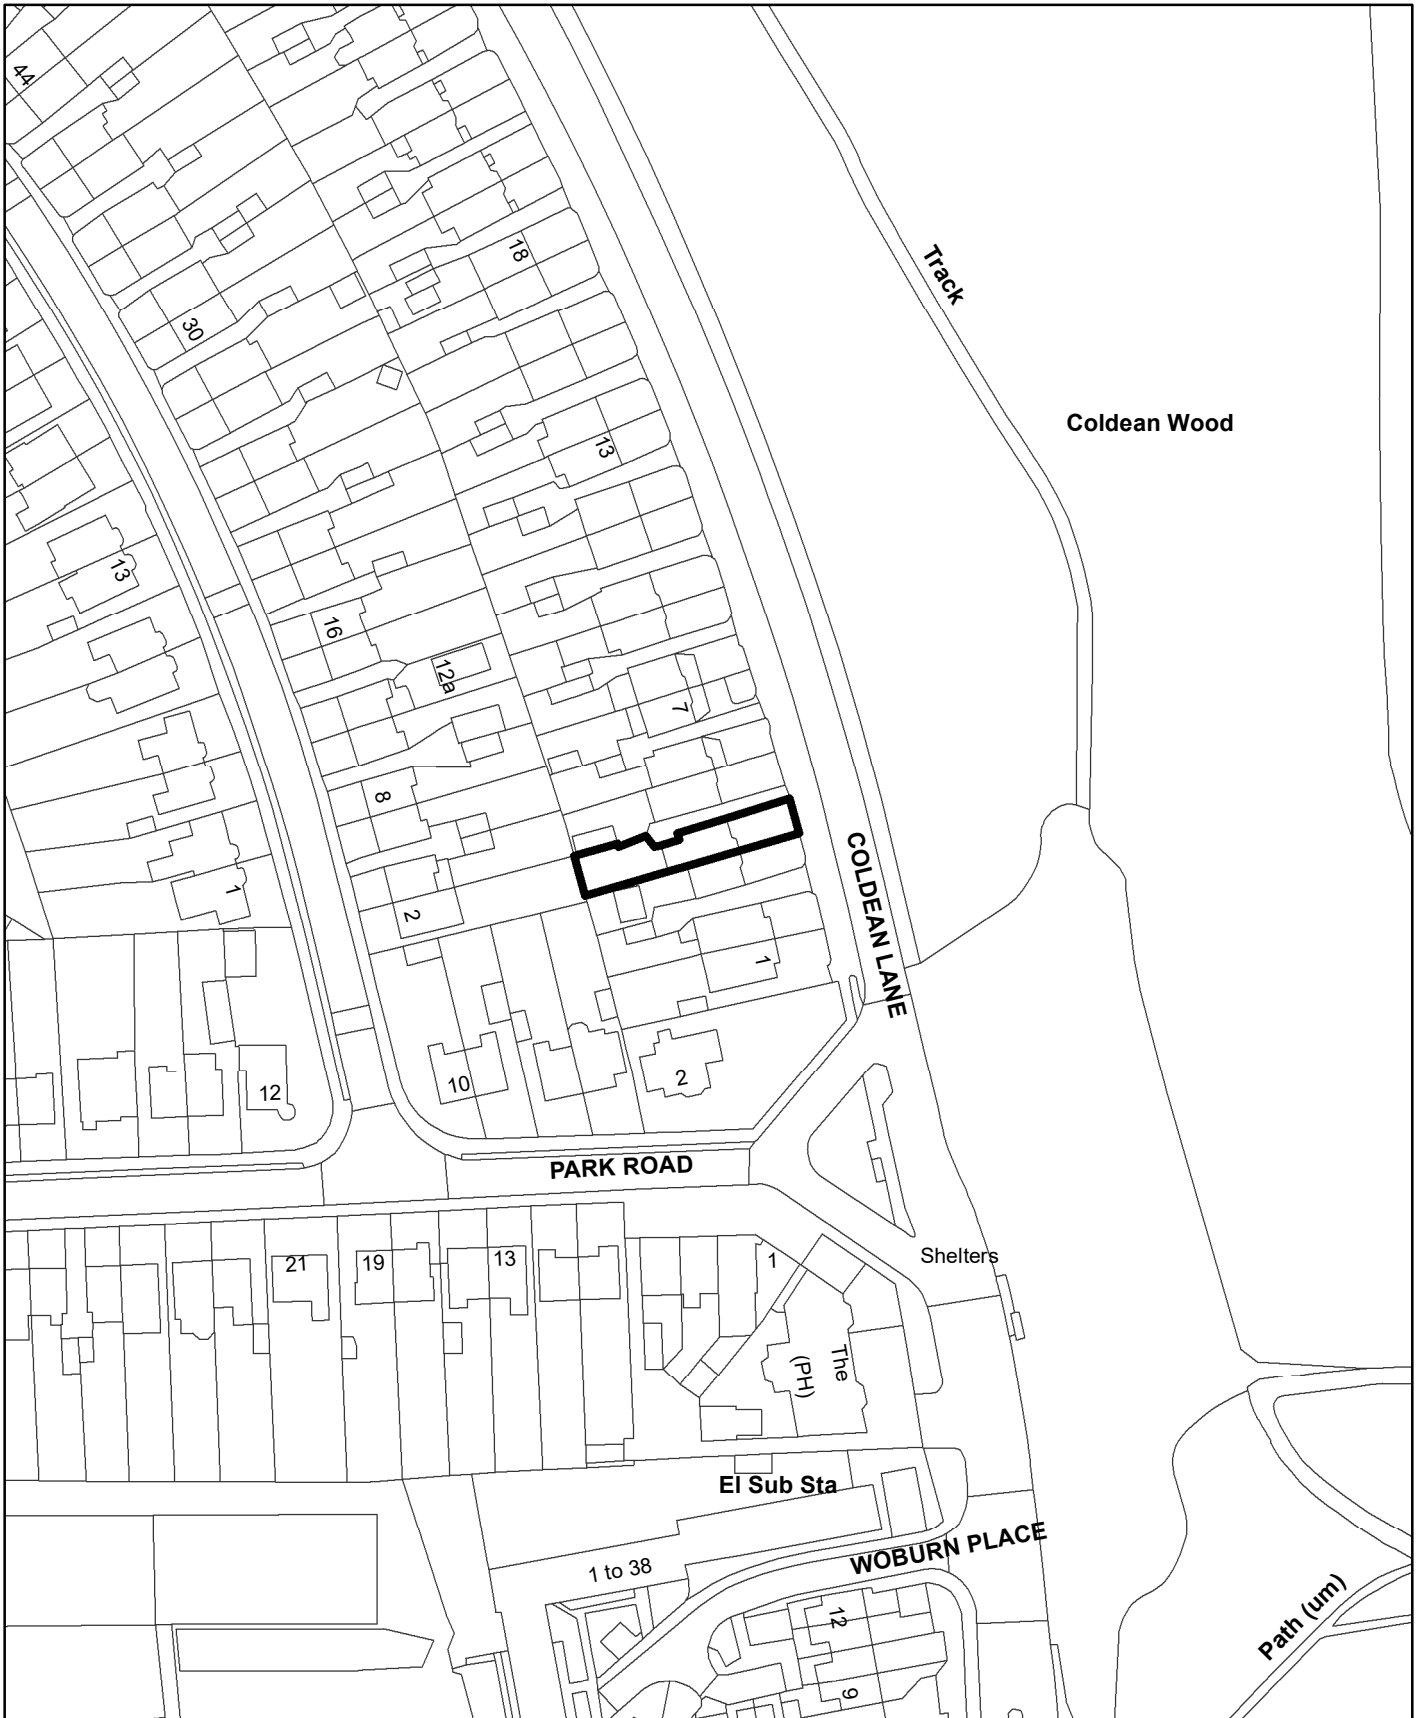 44
18
Track
30
Coldean Wood
13
13
16
12a
7
8
COLDEAN LANE
1
2
1
2
10
12
PARK ROAD
Shelters
21
19
13
1
The
(PH)
El Sub Sta
WOBURN PLACE
1 to 38
12
Path (um)
9